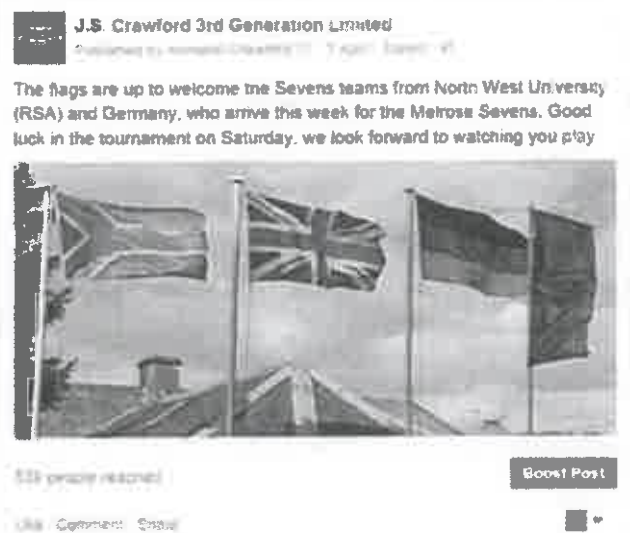 J.S. Crawford 3rd Generation Limited
Published by
The flags are up to welcome the Sevens teams from North West University
(RSA) and Germany, who arrive this week for the Melrose Sevens. Good
luck in the tournament on Saturday, we look forward to watching you play
people reached
Boost Post
Like Comment Share